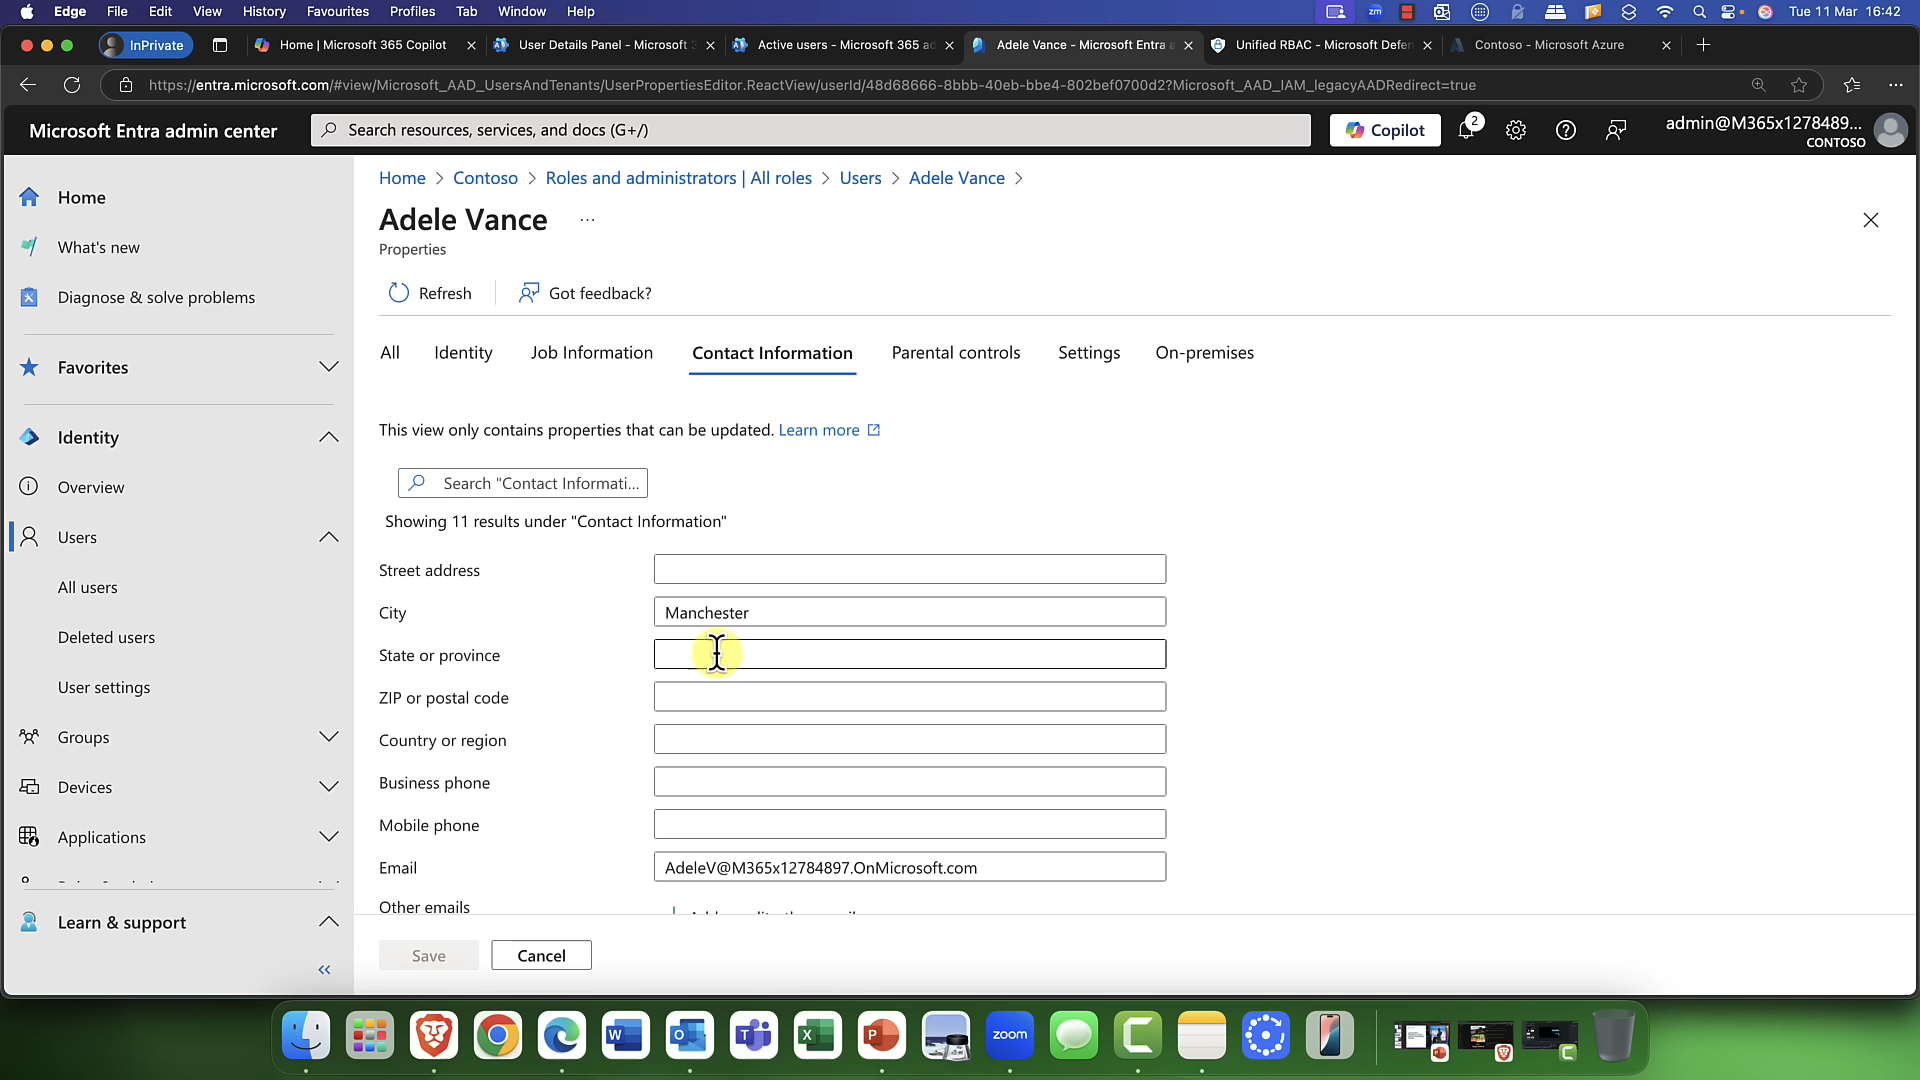 Edge File Edit View History Favourites Profiles Tab Window Help zm Tue 11 Mar 16:42
InPrivate Home | Microsoft 365 Copilot User Details Panel - Microsoft 3 Active users - Microsoft 365 ad Adele Vance - Microsoft Entra a Unified RBAC - Microsoft Defen Contoso - Microsoft Azure
https://entra.microsoft.com/#view/Microsoft_AAD_UsersAndTenants/UserPropertiesEditor.ReactView/userId/48d68666-8bbb-40eb-bbe4-802bef0700d2?Microsoft_AAD_IAM_legacyAADRedirect=true
Microsoft Entra admin center
Search resources, services, and docs (G+/)
Copilot
2
admin@M365x1278489...
CONTOSO
Home
What's new
Diagnose & solve problems
Favorites
Identity
Overview
Users
All users
Deleted users
User settings
Groups
Devices
Applications
Learn & support
Home > Contoso > Roles and administrators | All roles > Users > Adele Vance >
Adele Vance ...
Properties
Refresh Got feedback?
All Identity Job Information Contact Information Parental controls Settings On-premises
This view only contains properties that can be updated. Learn more
Search "Contact Informati...
Showing 11 results under "Contact Information"
Street address
City Manchester
State or province
ZIP or postal code
Country or region
Business phone
Mobile phone
Email AdeleV@M365x12784897.OnMicrosoft.com
Other emails
Save Cancel
zoom